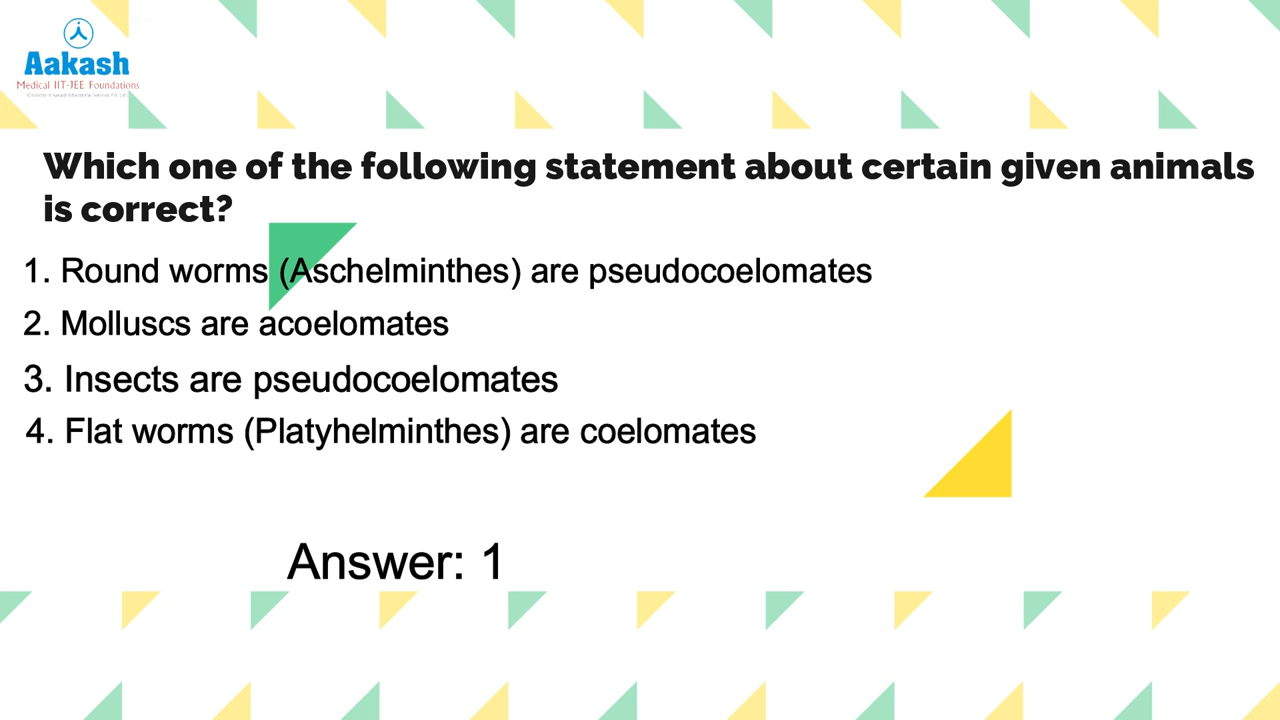 Aakash
Medical IIT-JEE Foundations
Which one of the following statement about certain given animals
is correct?
1. Round worms (Aschelminthes) are pseudocoelomates
2. Molluscs are acoelomates
3. Insects are pseudocoelomates
4. Flat worms (Platyhelminthes) are coelomates
Answer: 1